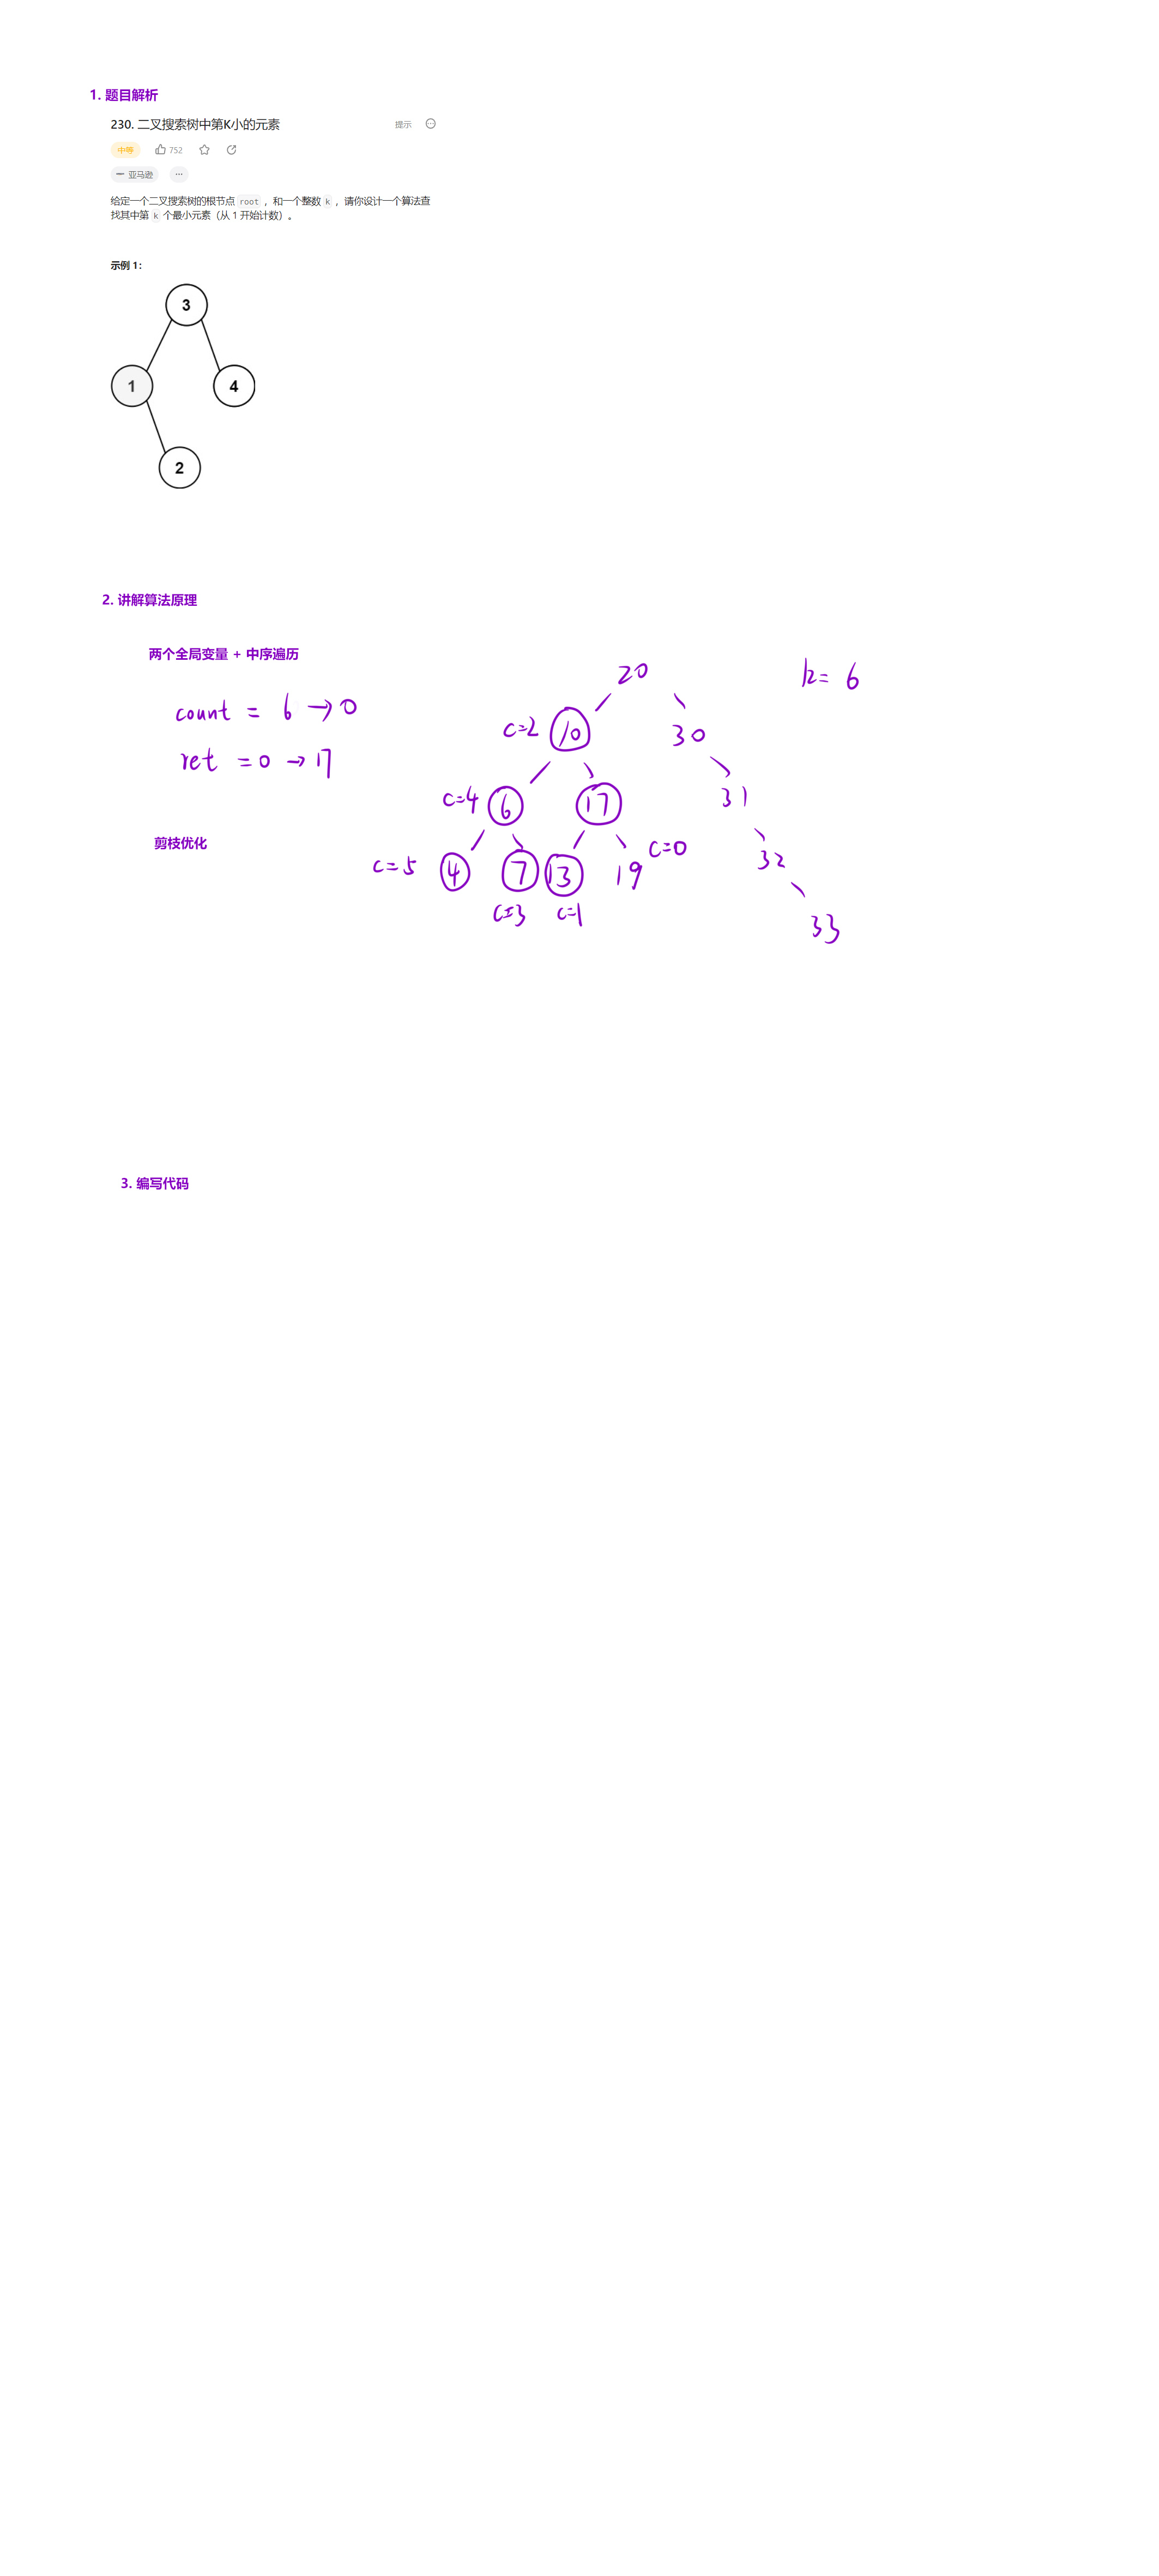 1. 题目解析
230. 二叉搜索树中第K小的元素 提示
中等 752
亚马逊 ...
给定一个二叉搜索树的根节点 root ，和一个整数 k ，请你设计一个算法查
找其中第 k 个最小元素（从 1 开始计数）。
示例 1：
3
1 4
2
2. 讲解算法原理
两个全局变量 + 中序遍历
count = 6 → 0
ret = 0 → 17
剪枝优化
20 k = 6
c=2 10 30
c=4 6 17 31
c=5 4 7 13 19 c=0 32
c=3 c=1 33
3. 编写代码